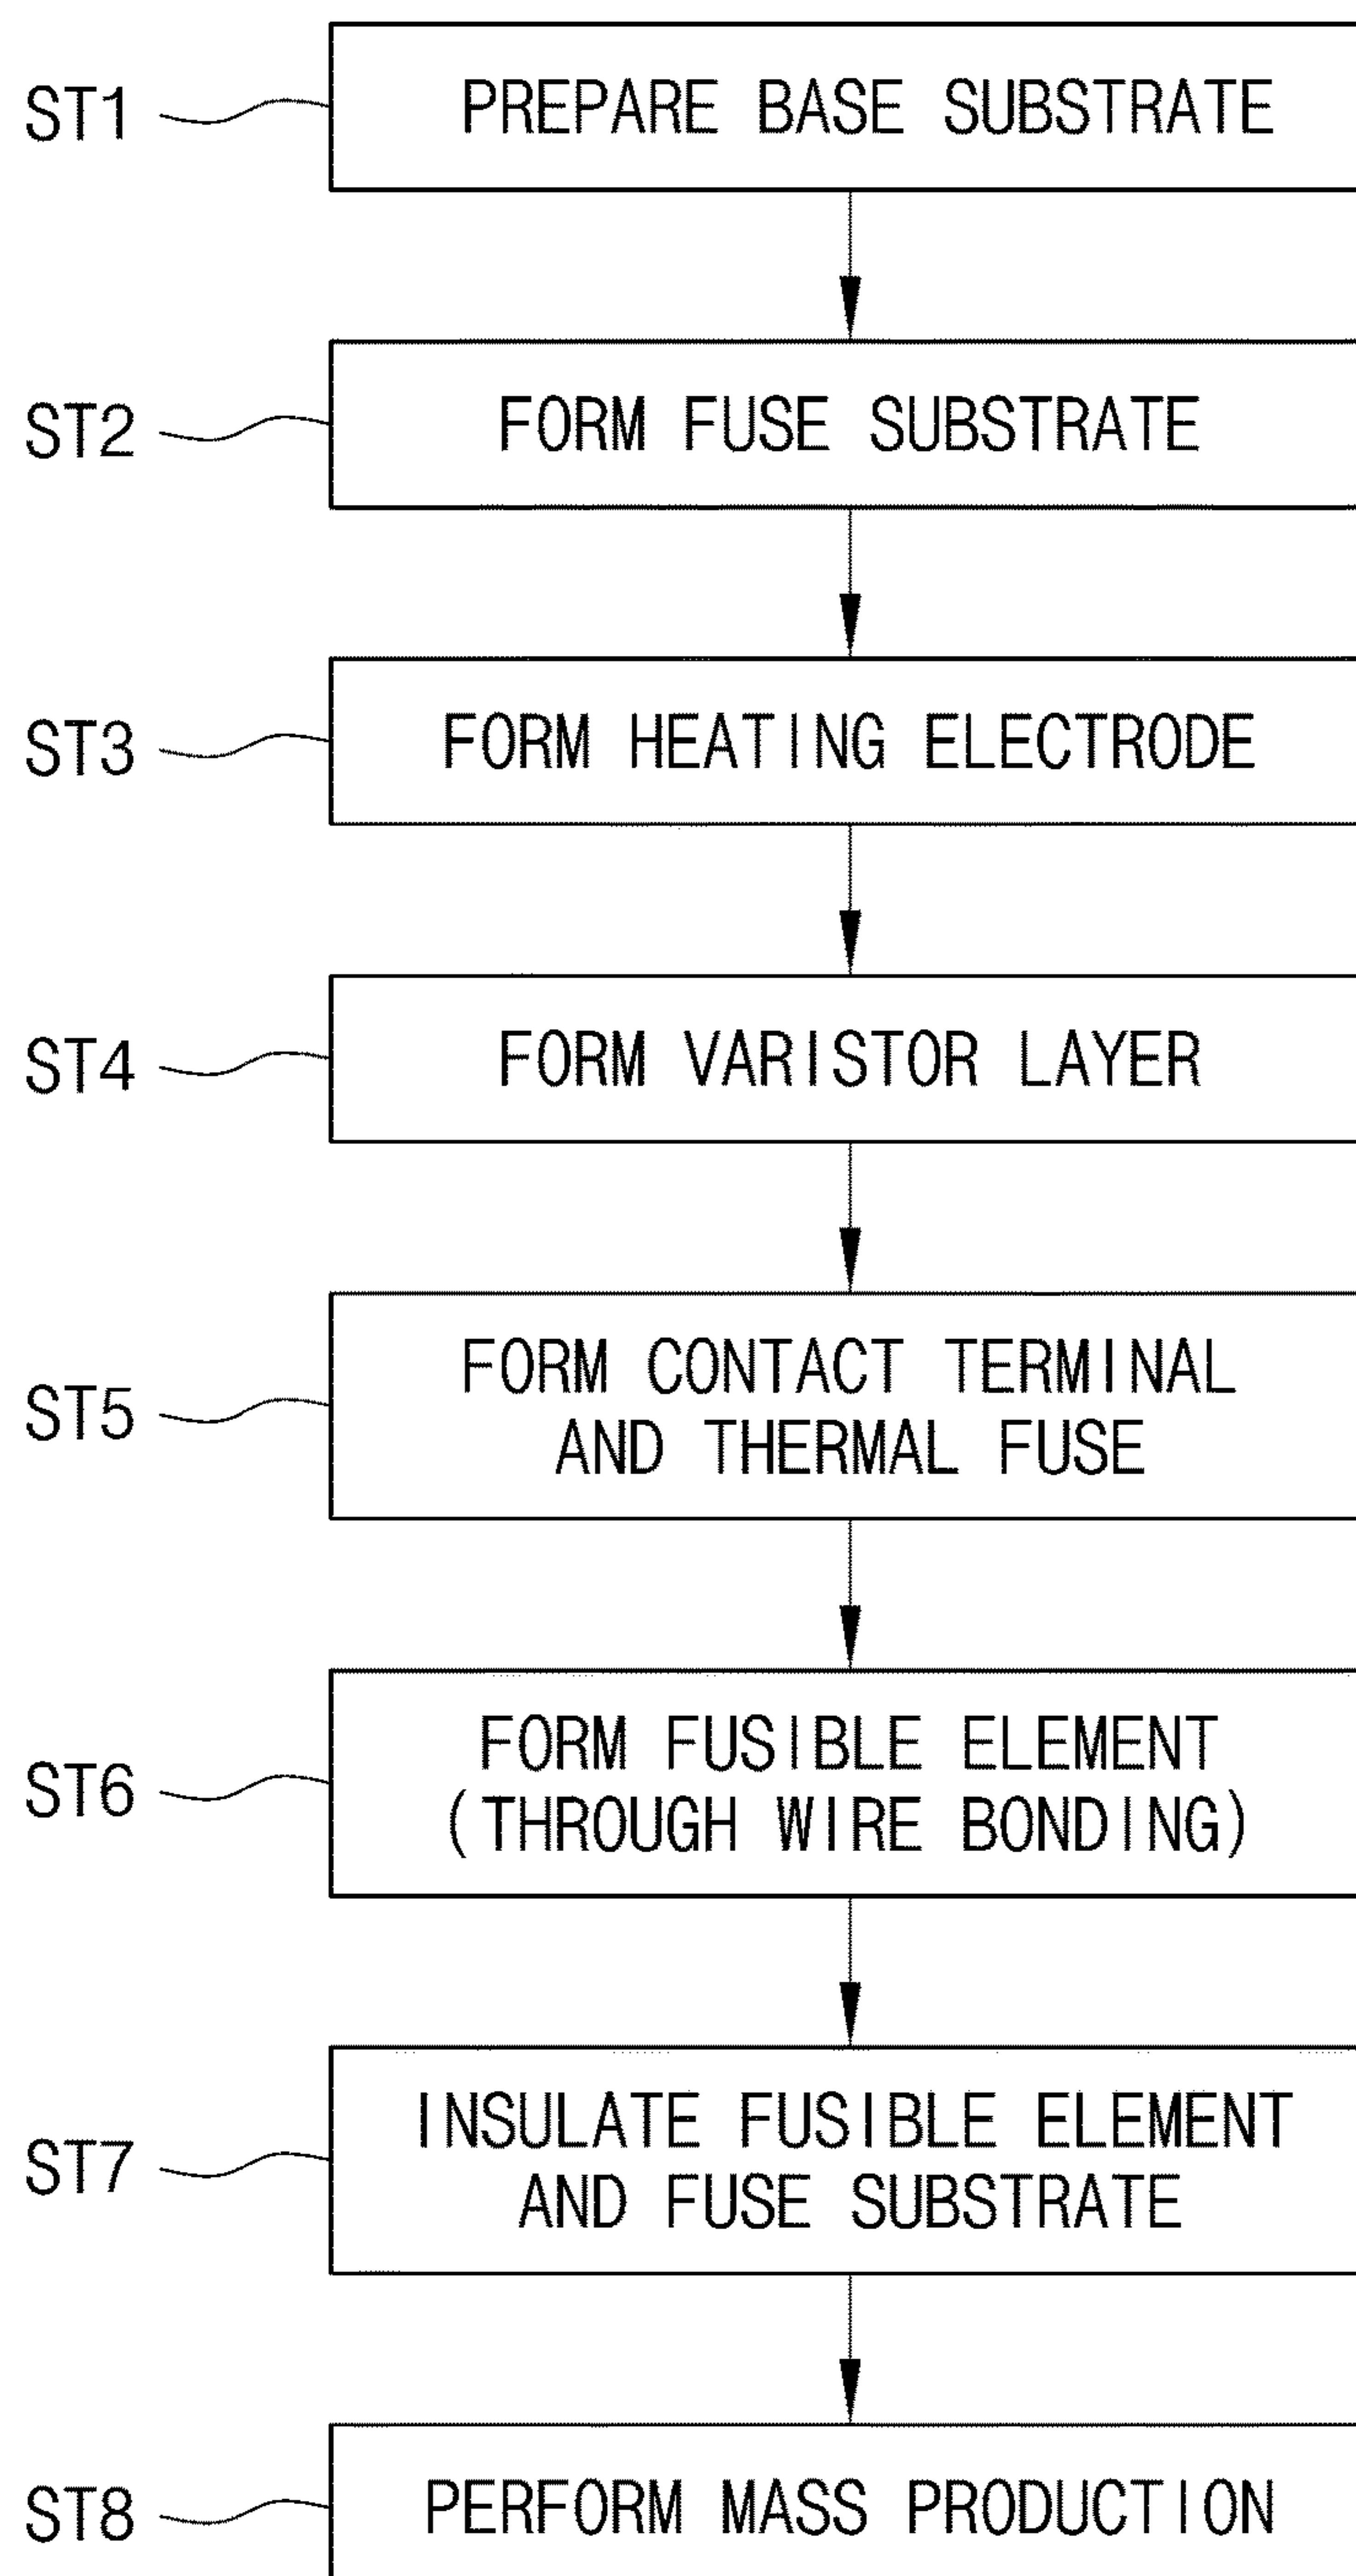 ST1 PREPARE BASE SUBSTRATE
ST2 FORM FUSE SUBSTRATE
ST3 FORM HEATING ELECTRODE
ST4 FORM VARISTOR LAYER
FORM CONTACT TERMINAL
ST5
AND THERMAL FUSE
FORM FUSIBLE ELEMENT
ST6
(THROUGH WIRE BONDING)
INSULATE FUSIBLE ELEMENT
ST7
AND FUSE SUBSTRATE
ST8 PERFORM MASS PRODUCTION